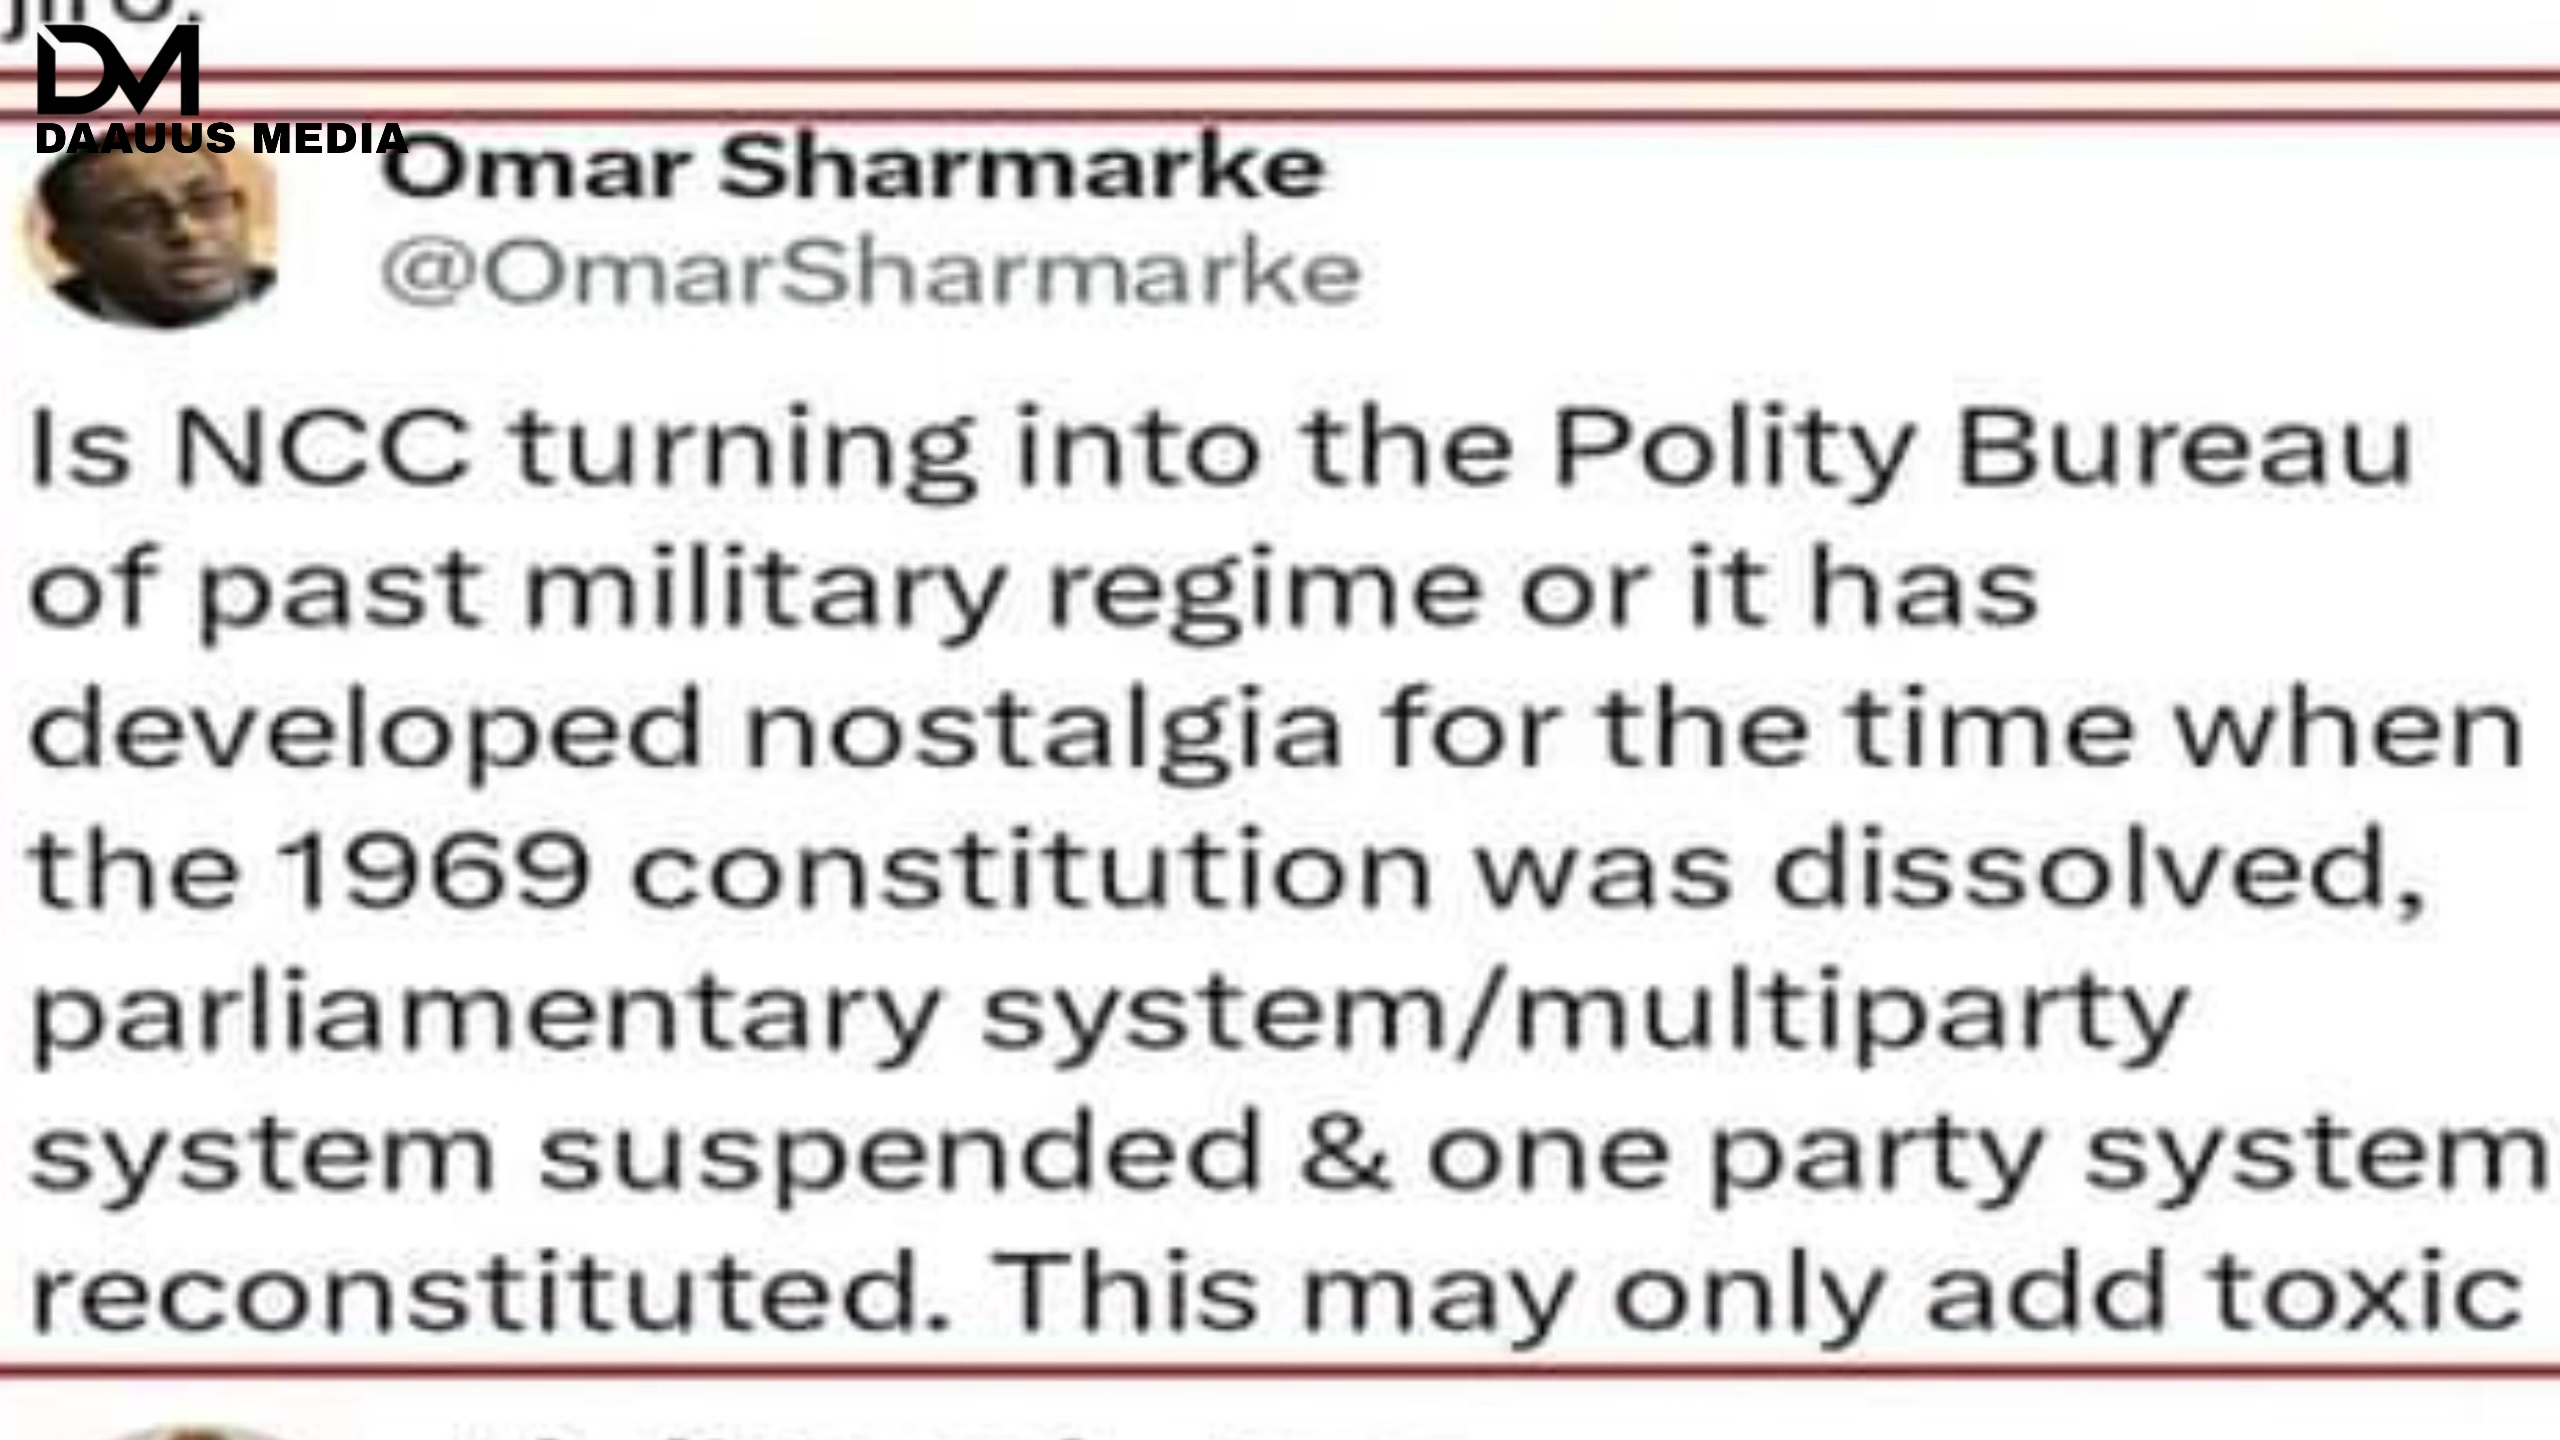 DM
DAAUUS MEDIA
Omar Sharmarke
@OmarSharmarke
Is NCC turning into the Polity Bureau
of past military regime or it has
developed nostalgia for the time when
the 1969 constitution was dissolved,
parliamentary system/multiparty
system suspended & one party system
reconstituted. This may only add toxic